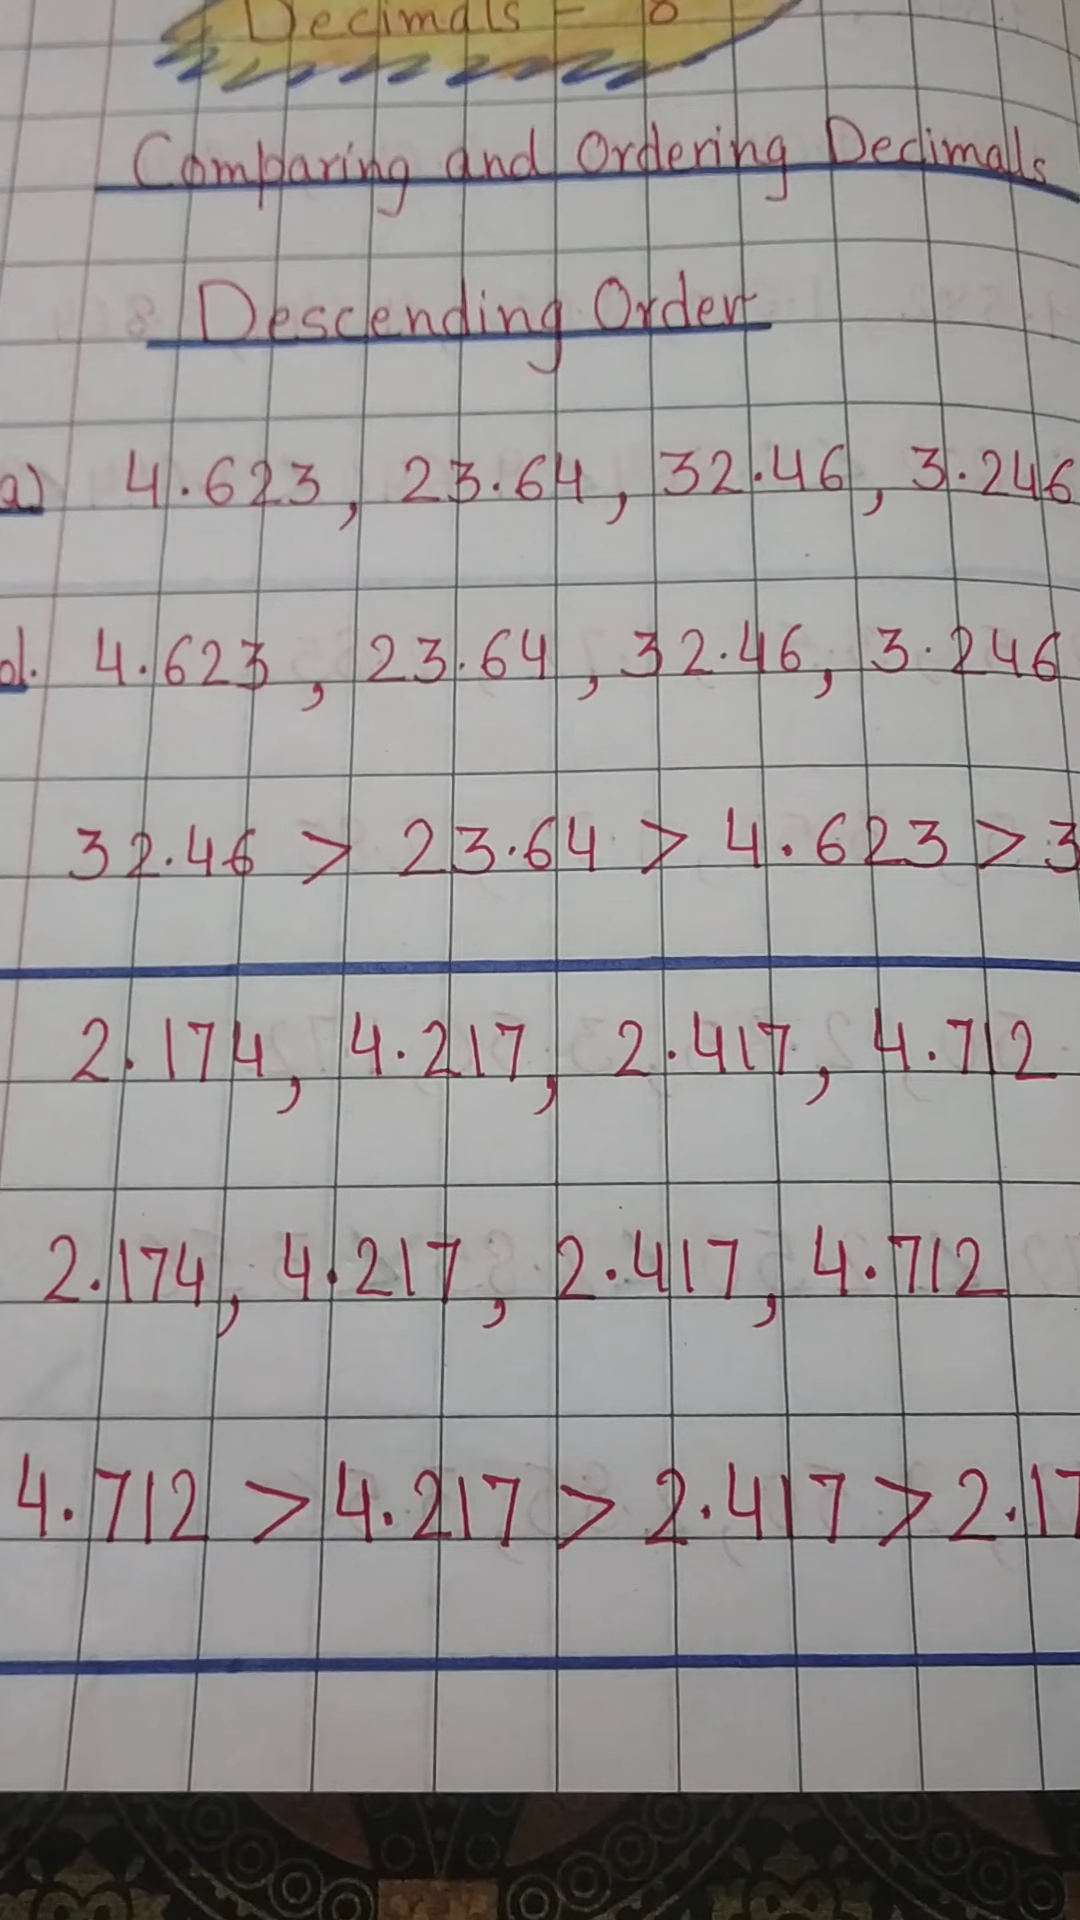 Decimals - 8
Comparing and Ordering Decimals
Descending Order
a) 4.623, 23.64, 32.46, 3.246
d. 4.623, 23.64, 32.46, 3.246
32.46 > 23.64 > 4.623 > 3
2.174, 4.217, 2.417, 4.712
2.174, 4.217, 2.417, 4.712
4.712 > 4.217 > 2.417 > 2.17